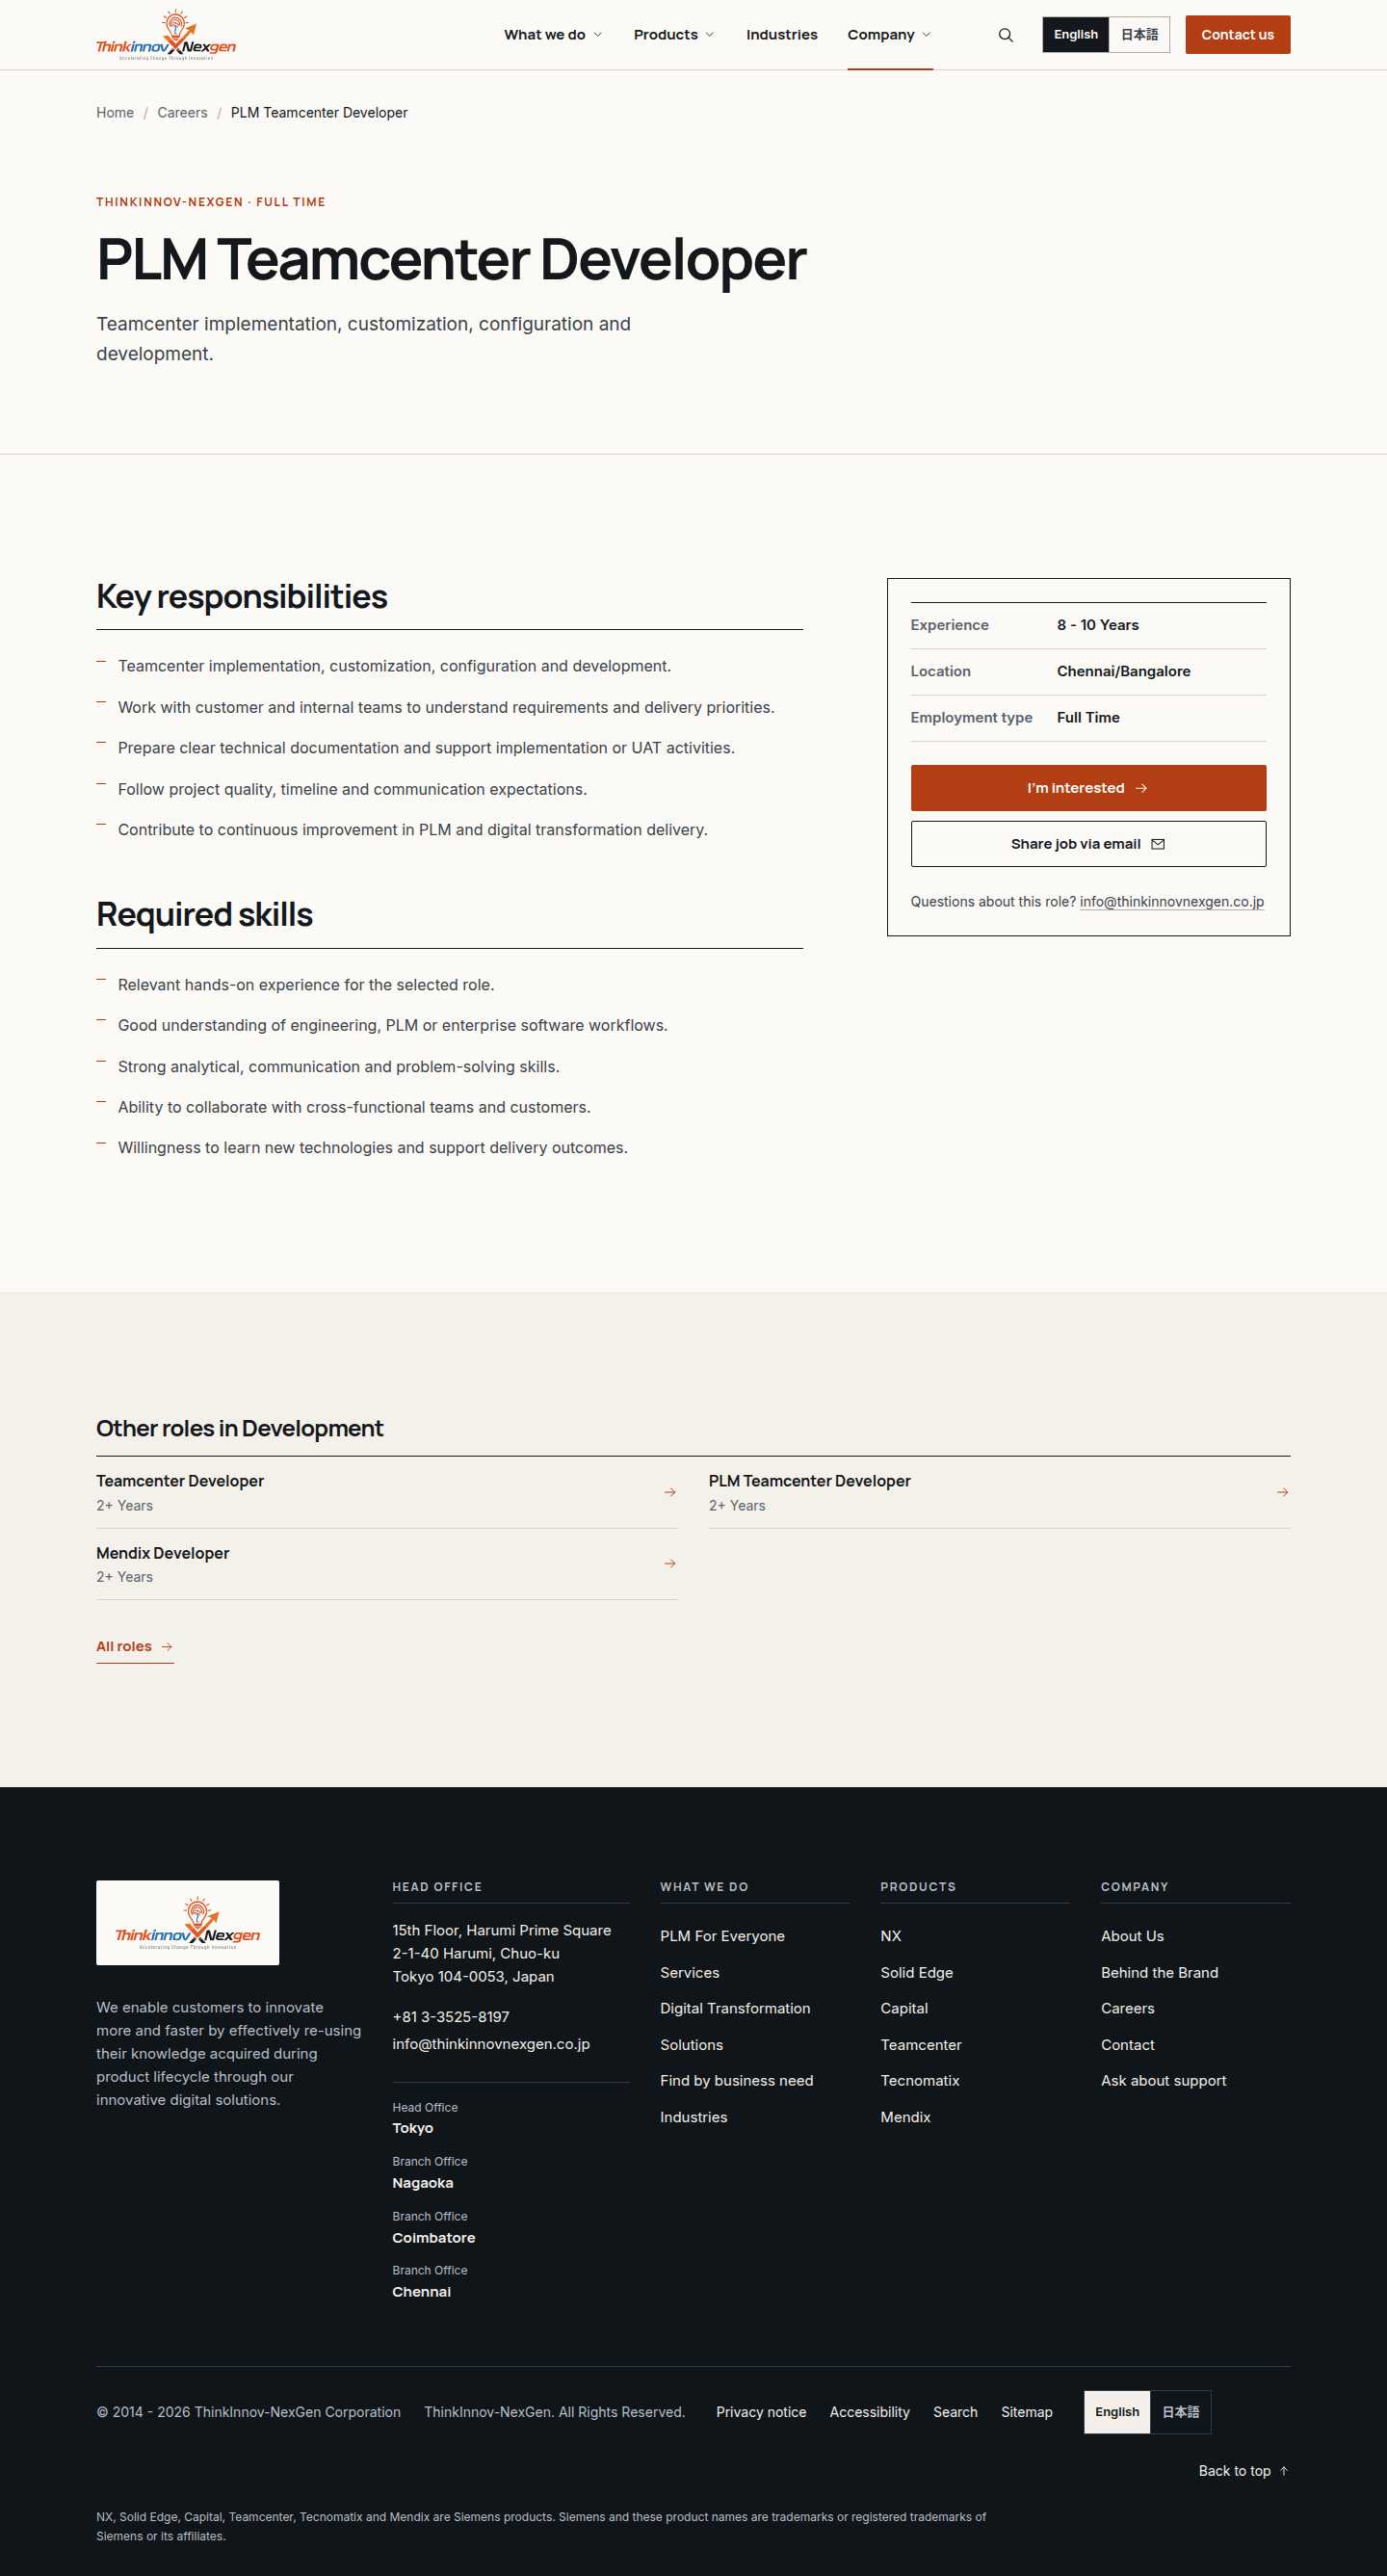 Thinkinnov Nexgen
Accelerating Change Through Innovation
What we do
Products
Industries
Company
English
日本語
Contact us
Home / Careers / PLM Teamcenter Developer
THINKINNOV-NEXGEN · FULL TIME
PLM Teamcenter Developer
Teamcenter implementation, customization, configuration and
development.
Key responsibilities
Teamcenter implementation, customization, configuration and development.
Work with customer and internal teams to understand requirements and delivery priorities.
Prepare clear technical documentation and support implementation or UAT activities.
Follow project quality, timeline and communication expectations.
Contribute to continuous improvement in PLM and digital transformation delivery.
Required skills
Relevant hands-on experience for the selected role.
Good understanding of engineering, PLM or enterprise software workflows.
Strong analytical, communication and problem-solving skills.
Ability to collaborate with cross-functional teams and customers.
Willingness to learn new technologies and support delivery outcomes.
Experience 8 - 10 Years
Location Chennai/Bangalore
Employment type Full Time
I'm interested →
Share job via email
Questions about this role? info@thinkinnovnexgen.co.jp
Other roles in Development
Teamcenter Developer
2+ Years
→
PLM Teamcenter Developer
2+ Years
→
Mendix Developer
2+ Years
→
All roles →
Thinkinnov Nexgen
Accelerating Change Through Innovation
We enable customers to innovate
more and faster by effectively re-using
their knowledge acquired during
product lifecycle through our
innovative digital solutions.
HEAD OFFICE
15th Floor, Harumi Prime Square
2-1-40 Harumi, Chuo-ku
Tokyo 104-0053, Japan
+81 3-3525-8197
info@thinkinnovnexgen.co.jp
Head Office
Tokyo
Branch Office
Nagaoka
Branch Office
Coimbatore
Branch Office
Chennai
WHAT WE DO
PLM For Everyone
Services
Digital Transformation
Solutions
Find by business need
Industries
PRODUCTS
NX
Solid Edge
Capital
Teamcenter
Tecnomatix
Mendix
COMPANY
About Us
Behind the Brand
Careers
Contact
Ask about support
© 2014 - 2026 ThinkInnov-NexGen Corporation
ThinkInnov-NexGen. All Rights Reserved.
Privacy notice
Accessibility
Search
Sitemap
English
日本語
Back to top ↑
NX, Solid Edge, Capital, Teamcenter, Tecnomatix and Mendix are Siemens products. Siemens and these product names are trademarks or registered trademarks of
Siemens or its affiliates.